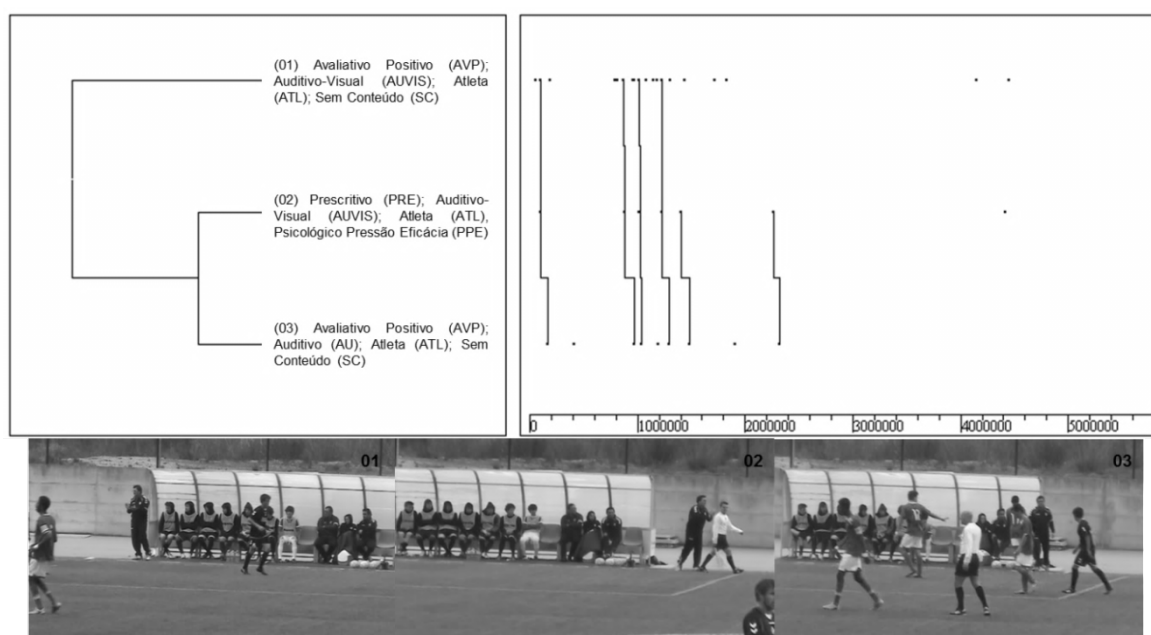 (01) Avaliativo Positivo (AVP);
Auditivo-Visual (AUVIS); Atleta
(ATL); Sem Conteúdo (SC)
(02) Prescritivo (PRE); Auditivo-
Visual (AUVIS); Atleta (ATL),
Psicológico Pressão Eficácia (PPE)
(03) Avaliativo Positivo (AVP);
Auditivo (AU); Atleta (ATL); Sem
Conteúdo (SC)
0 1000000 2000000 3000000 4000000 5000000
01 02 03